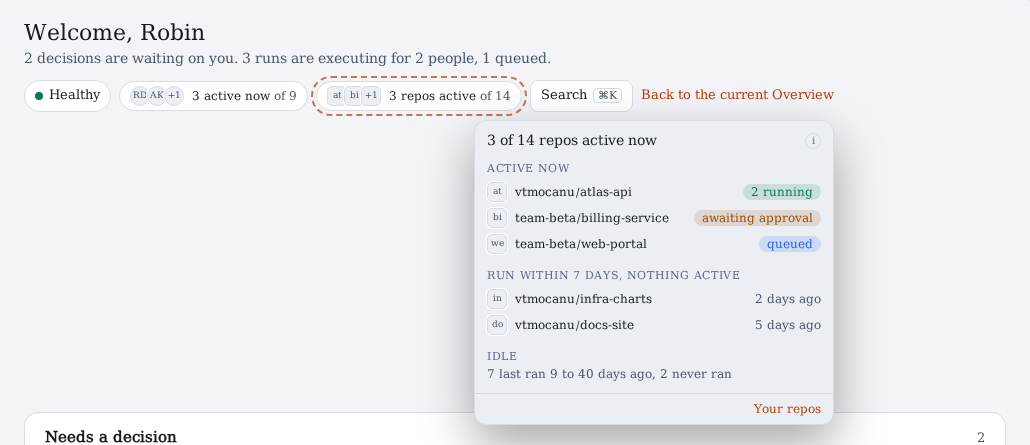 Welcome, Robin
2 decisions are waiting on you. 3 runs are executing for 2 people, 1 queued.
Healthy
RD AK +1 3 active now of 9
at bi +1 3 repos active of 14
Search ⌘K
Back to the current Overview
3 of 14 repos active now i
ACTIVE NOW
at vtmocanu/atlas-api 2 running
bi team-beta/billing-service awaiting approval
we team-beta/web-portal queued
RUN WITHIN 7 DAYS, NOTHING ACTIVE
in vtmocanu/infra-charts 2 days ago
do vtmocanu/docs-site 5 days ago
IDLE
7 last ran 9 to 40 days ago, 2 never ran
Your repos
Needs a decision 2